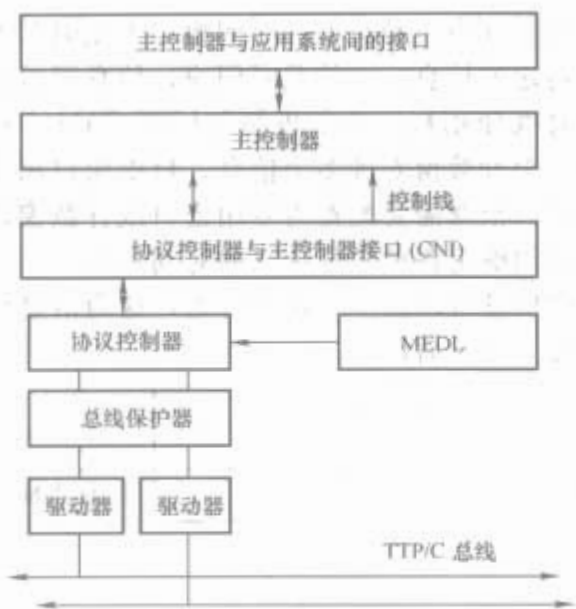 主控制器与应用系统间的接口
主控制器
控制线
协议控制器与主控制器接口 (CNI)
协议控制器
MEDL
总线保护器
驱动器
驱动器
TTP/C 总线